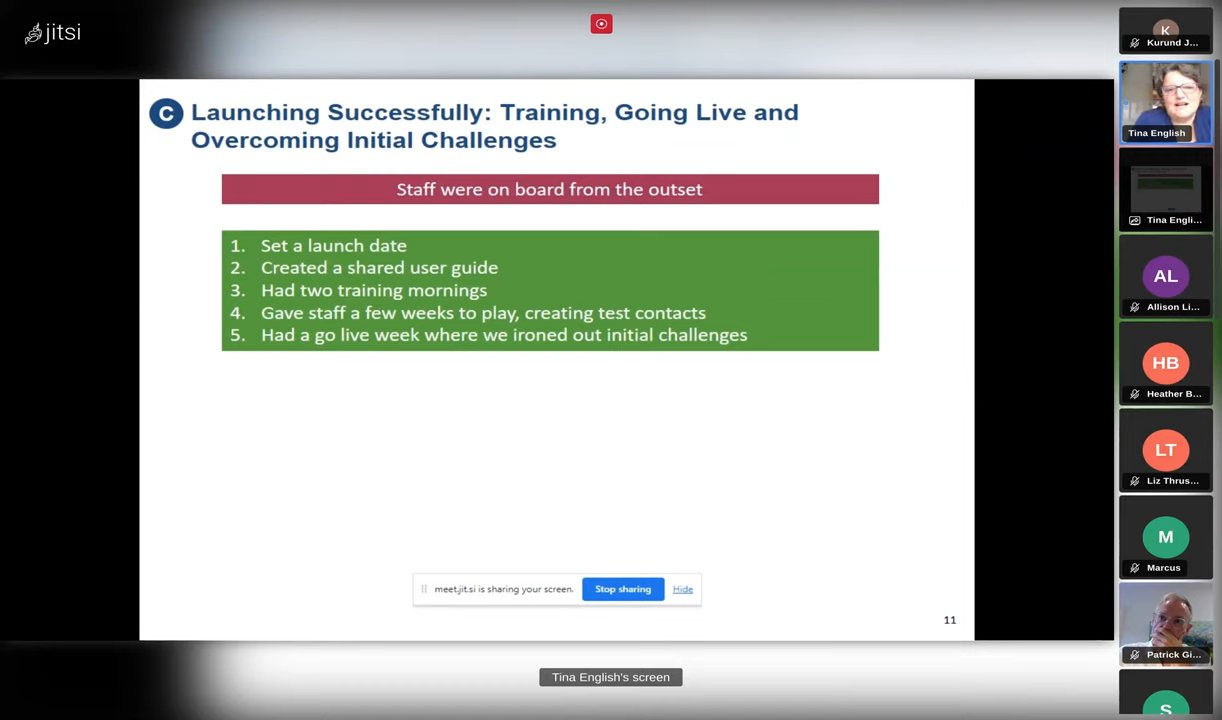 jitsi
C Launching Successfully: Training, Going Live and
Overcoming Initial Challenges
Staff were on board from the outset
1. Set a launch date
2. Created a shared user guide
3. Had two training mornings
4. Gave staff a few weeks to play, creating test contacts
5. Had a go live week where we ironed out initial challenges
meet.jit.si is sharing your screen. Stop sharing Hide
11
Tina English's screen
K
Kurund J...
Tina English
Tina Engli...
AL
Allison Li...
HB
Heather B...
LT
Liz Thrus...
M
Marcus
Patrick Gi...
S